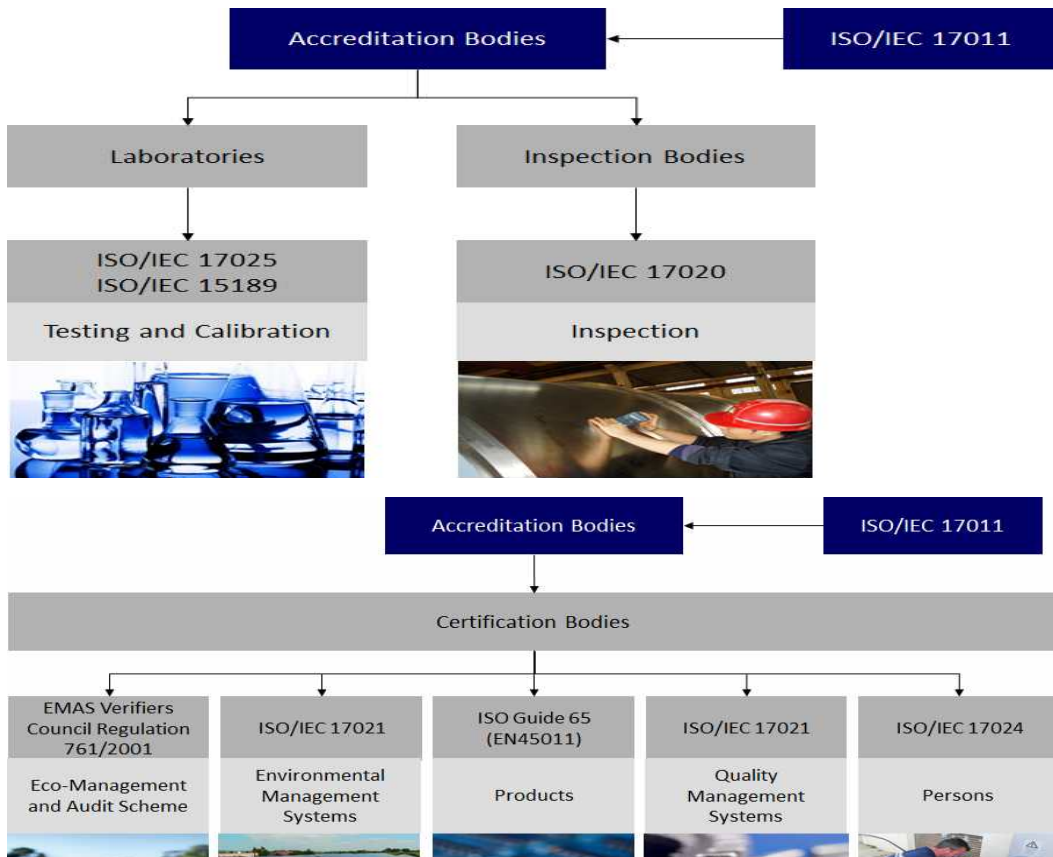 Accreditation Bodies
ISO/IEC 17011
Laboratories
Inspection Bodies
ISO/IEC 17025
ISO/IEC 15189
ISO/IEC 17020
Testing and Calibration
Inspection
Accreditation Bodies
ISO/IEC 17011
Certification Bodies
EMAS Verifiers
Council Regulation
761/2001
ISO/IEC 17021
ISO Guide 65
(EN45011)
ISO/IEC 17021
ISO/IEC 17024
Eco-Management
and Audit Scheme
Environmental
Management
Systems
Products
Quality
Management
Systems
Persons